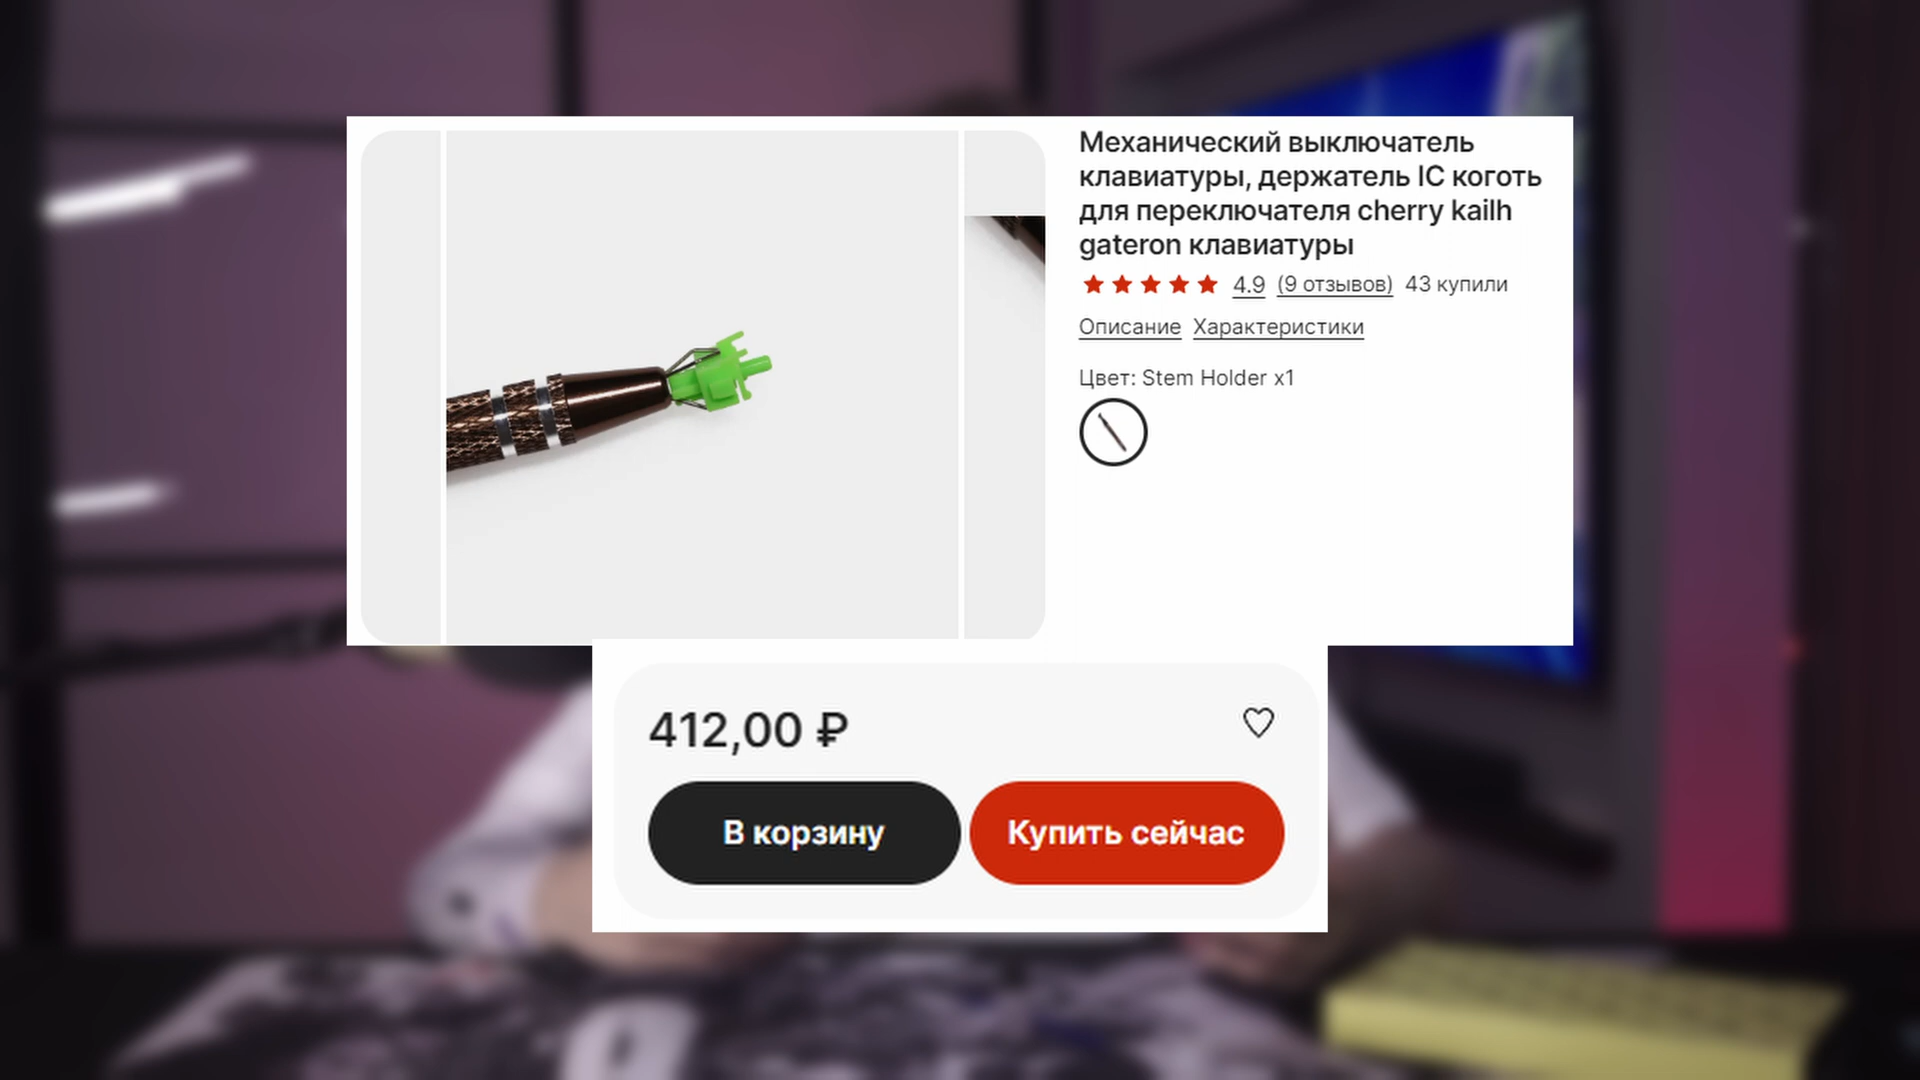 Механический выключатель
клавиатуры, держатель IC коготь
для переключателя cherry kailh
gateron клавиатуры
4.9 (9 отзывов) 43 купили
Описание Характеристики
Цвет: Stem Holder x1
412,00 ₽
В корзину Купить сейчас